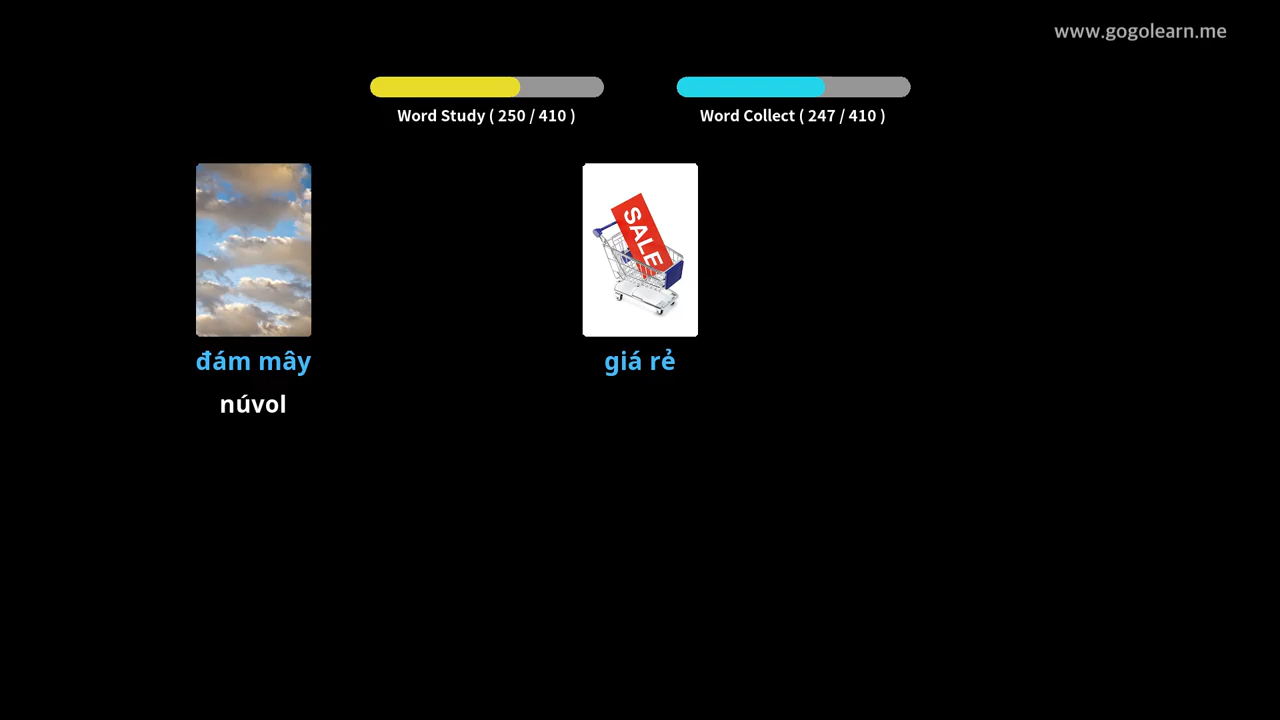 www.gogolearn.me
Word Study ( 250 / 410 )
Word Collect ( 247 / 410 )
SALE
đám mây
giá rẻ
núvol